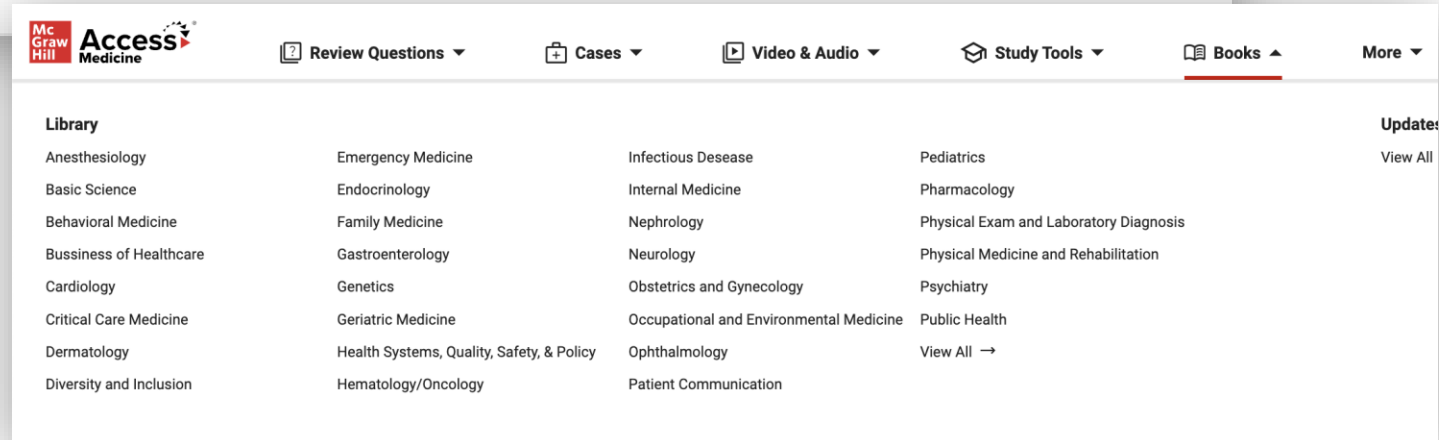 Mc
Graw
Hill
Access
Medicine
Review Questions
Cases
Video & Audio
Study Tools
Books
More
Library
Anesthesiology
Basic Science
Behavioral Medicine
Bussiness of Healthcare
Cardiology
Critical Care Medicine
Dermatology
Diversity and Inclusion
Emergency Medicine
Endocrinology
Family Medicine
Gastroenterology
Genetics
Geriatric Medicine
Health Systems, Quality, Safety, & Policy
Hematology/Oncology
Infectious Desease
Internal Medicine
Nephrology
Neurology
Obstetrics and Gynecology
Occupational and Environmental Medicine
Ophthalmology
Patient Communication
Pediatrics
Pharmacology
Physical Exam and Laboratory Diagnosis
Physical Medicine and Rehabilitation
Psychiatry
Public Health
View All →
Updates
View All